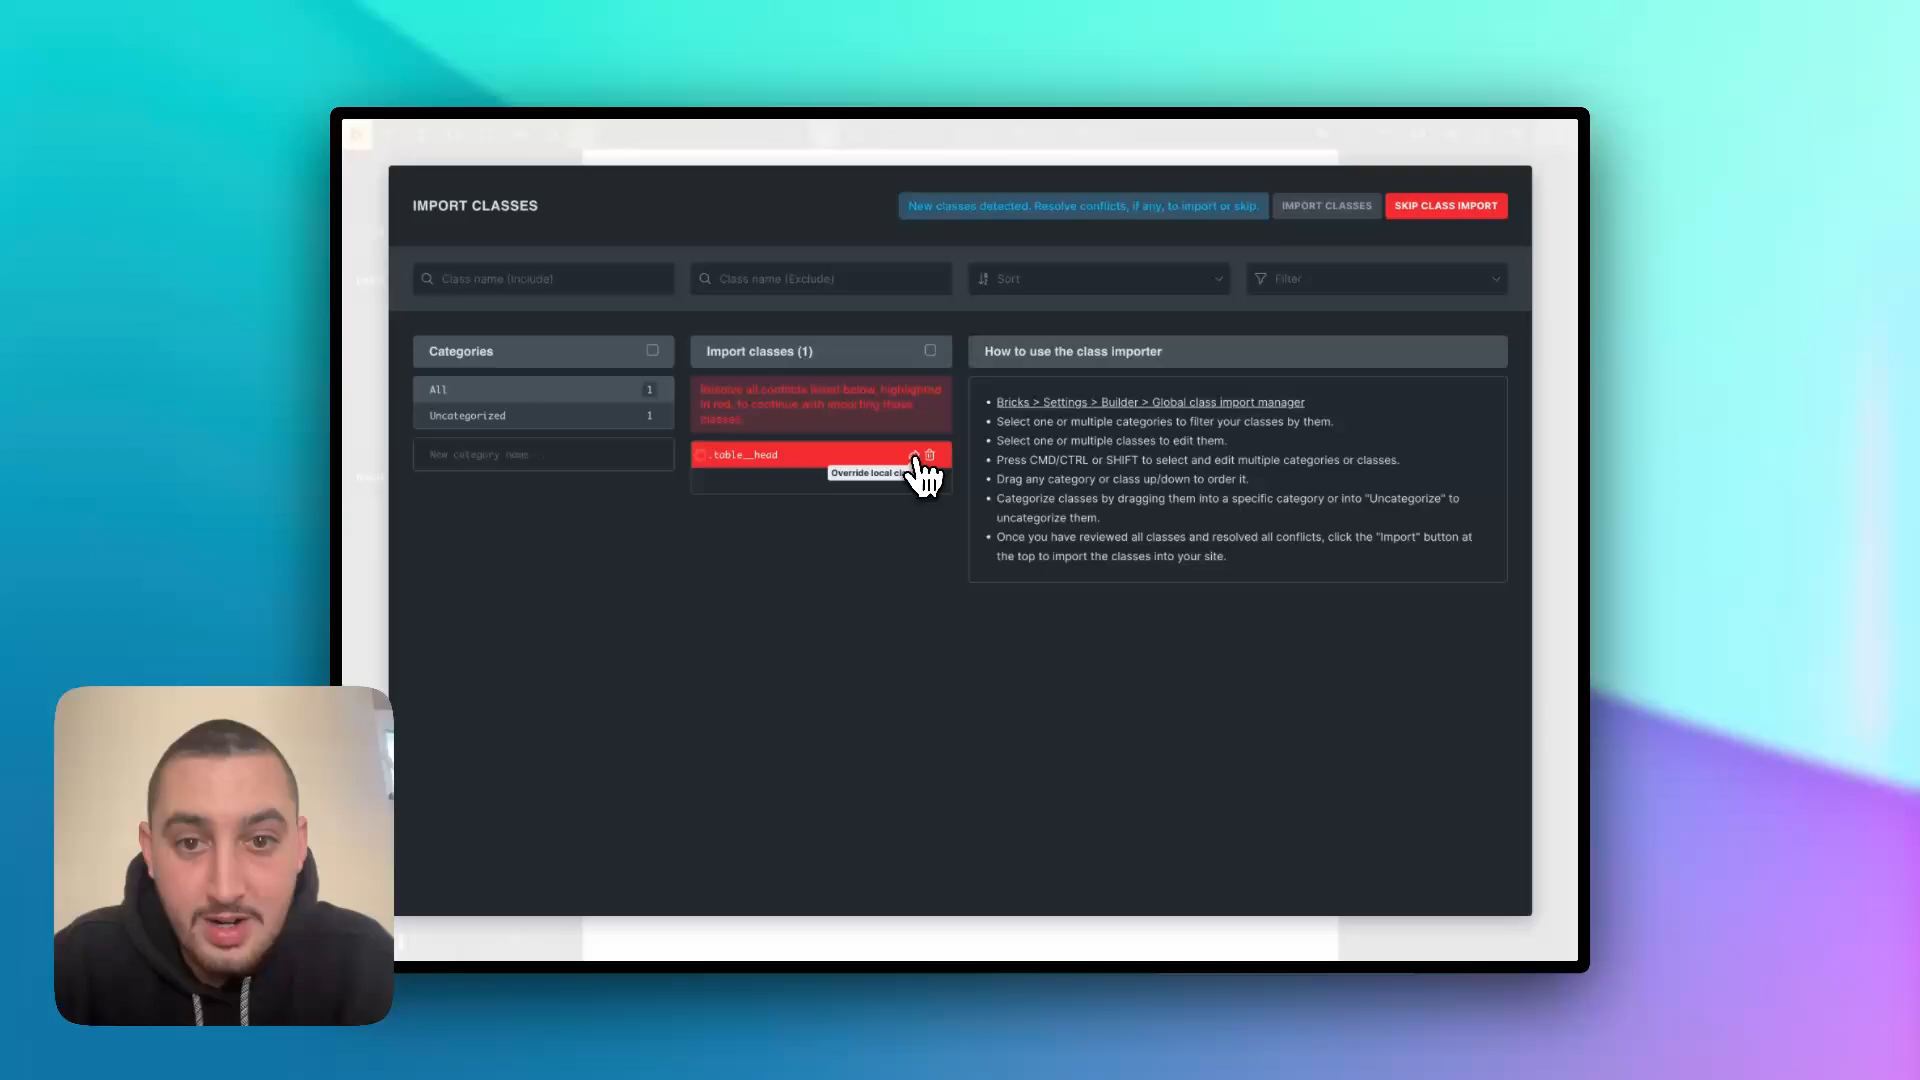 IMPORT CLASSES
New classes detected. Resolve conflicts, if any, to import or skip.
IMPORT CLASSES
SKIP CLASS IMPORT
Class name (Include)
Class name (Exclude)
Sort
Filter
Categories
All 1
Uncategorized 1
New category name
Import classes (1)
Resolve all conflicts listed below, highlighted
in red, to continue with importing those
classes.
.table__head
Override local
How to use the class importer
• Bricks > Settings > Builder > Global class import manager
• Select one or multiple categories to filter your classes by them.
• Select one or multiple classes to edit them.
• Press CMD/CTRL or SHIFT to select and edit multiple categories or classes.
• Drag any category or class up/down to order it.
• Categorize classes by dragging them into a specific category or into "Uncategorize" to
uncategorize them.
• Once you have reviewed all classes and resolved all conflicts, click the "Import" button at
the top to import the classes into your site.